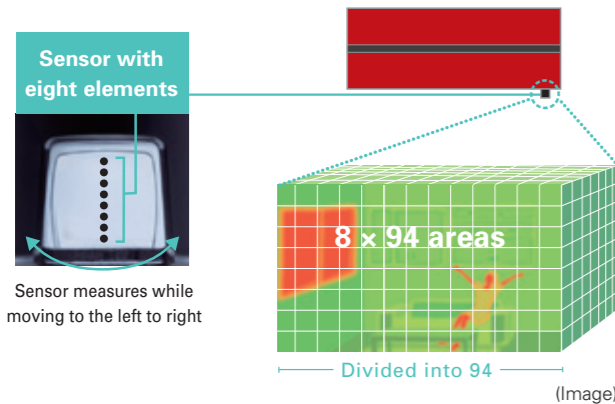 Sensor with
eight elements
8 × 94 areas
Sensor measures while
moving to the left to right
Divided into 94
(Image)